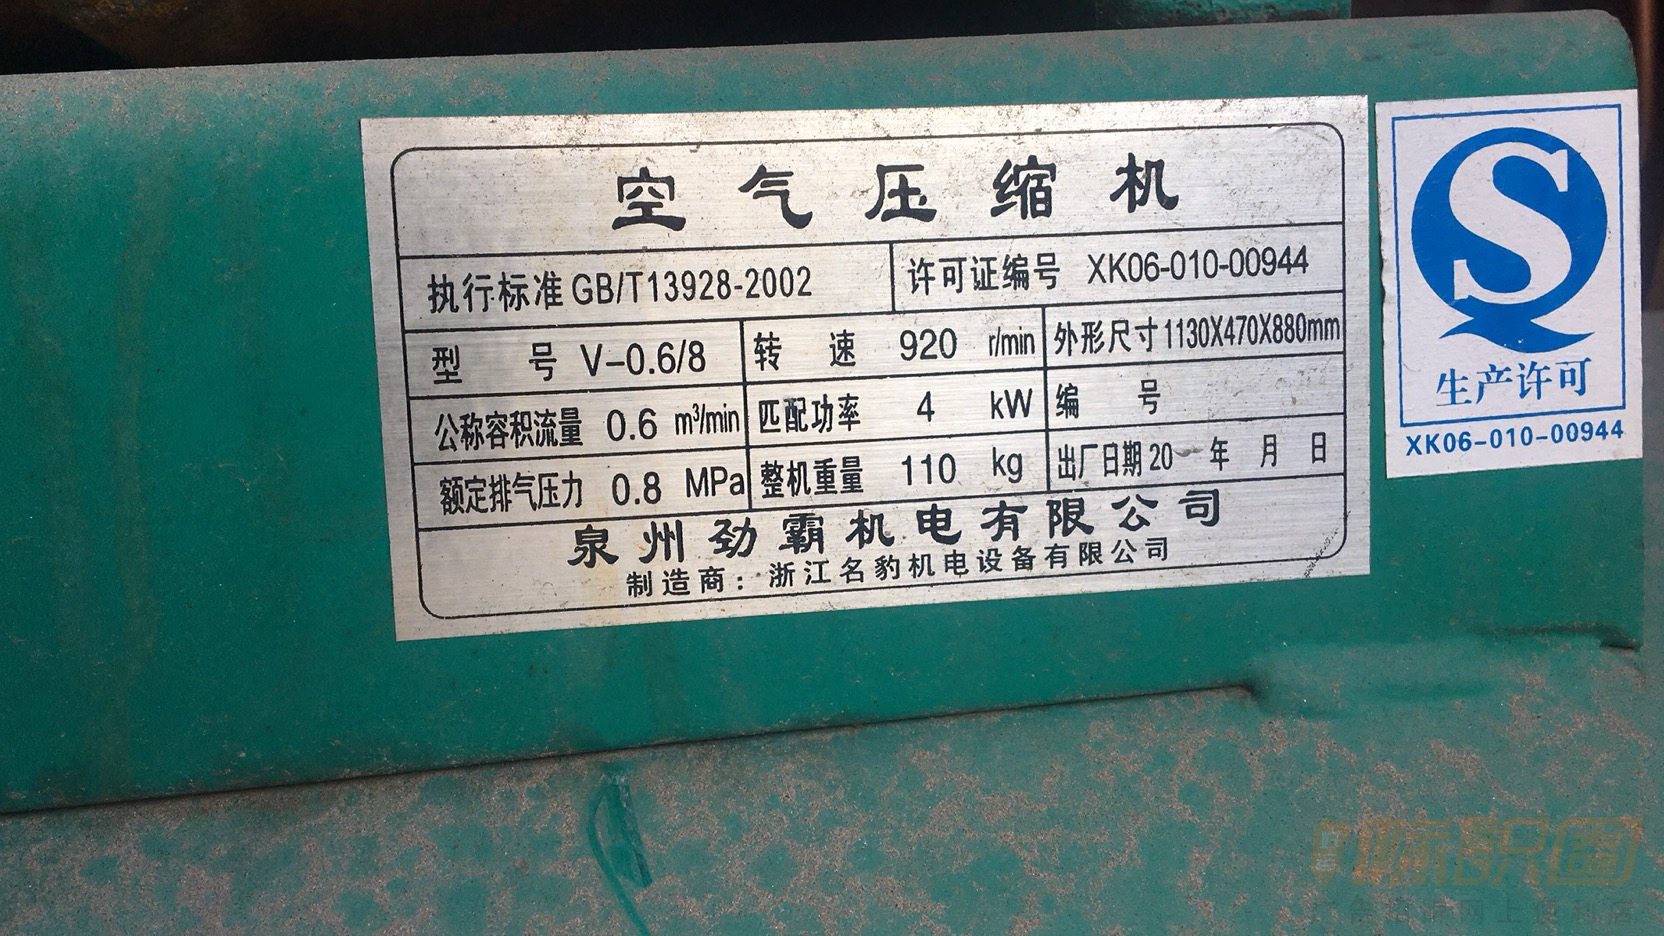 空气压缩机
执行标准 GB/T13928-2002 许可证编号 XK06-010-00944
型号 V-0.6/8 转速 920 r/min 外形尺寸 1130X470X880mm
公称容积流量 0.6 m³/min 匹配功率 4 kW 编号
额定排气压力 0.8 MPa 整机重量 110 kg 出厂日期 20 年 月 日
泉州劲霸机电有限公司
制造商：浙江名豹机电设备有限公司
S
生产许可
XK06-010-00944